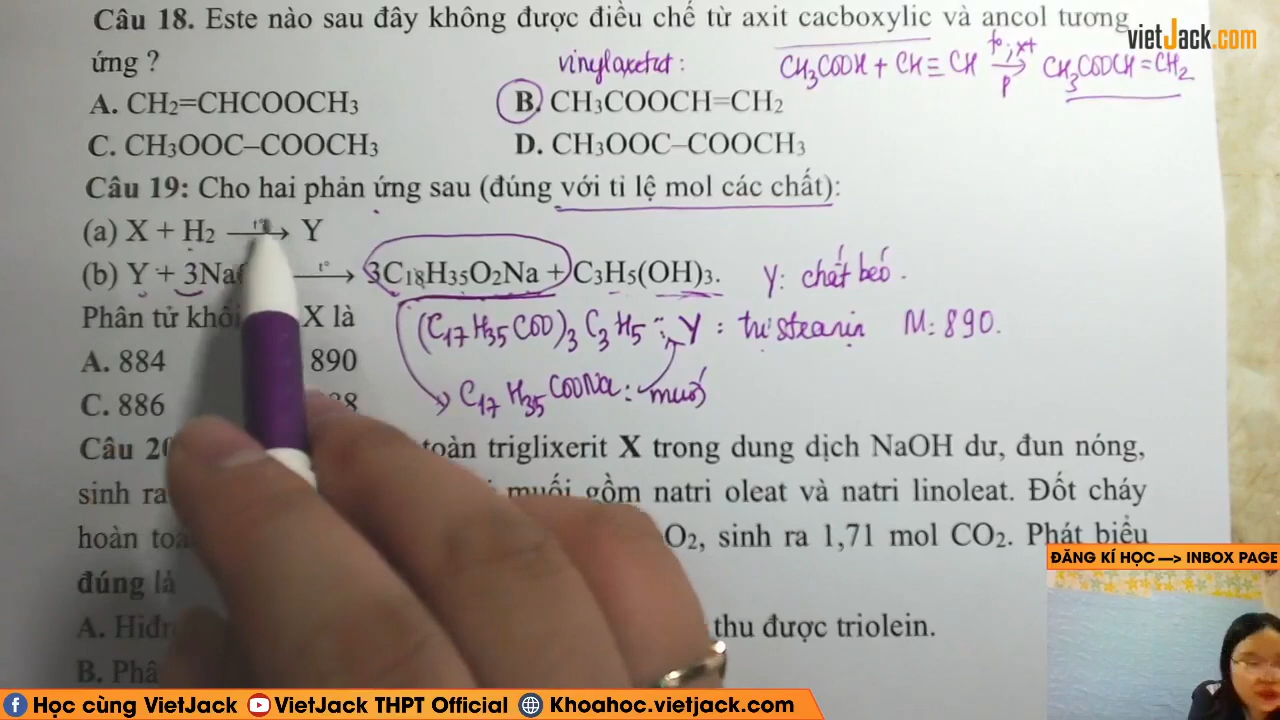 Câu 18. Este nào sau đây không được điều chế từ axit cacboxylic và ancol tương
vietJack.com
ứng ?
vinylaxetat :
CH3COOH + CH≡CH
to, xt
p
CH3COOCH=CH2
A. CH2=CHCOOCH3
B. CH3COOCH=CH2
C. CH3OOC–COOCH3
D. CH3OOC–COOCH3
Câu 19: Cho hai phản ứng sau (đúng với tỉ lệ mol các chất):
(a) X + H2 → Y
(b) Y + 3Na → 3C18H35O2Na + C3H5(OH)3.
Y: chất béo.
Phân tử X là
(C17H35COO)3C3H5 : Y : tristearin M: 890.
A. 884
890
C17H35COONa : muối
C. 886
Câu toàn triglixerit X trong dung dịch NaOH dư, đun nóng,
sinh ra muối gồm natri oleat và natri linoleat. Đốt cháy
hoàn O2, sinh ra 1,71 mol CO2. Phát biểu
ĐĂNG KÍ HỌC —> INBOX PAGE
đúng là
A. thu được triolein.
B.
Học cùng VietJack VietJack THPT Official Khoahoc.vietjack.com